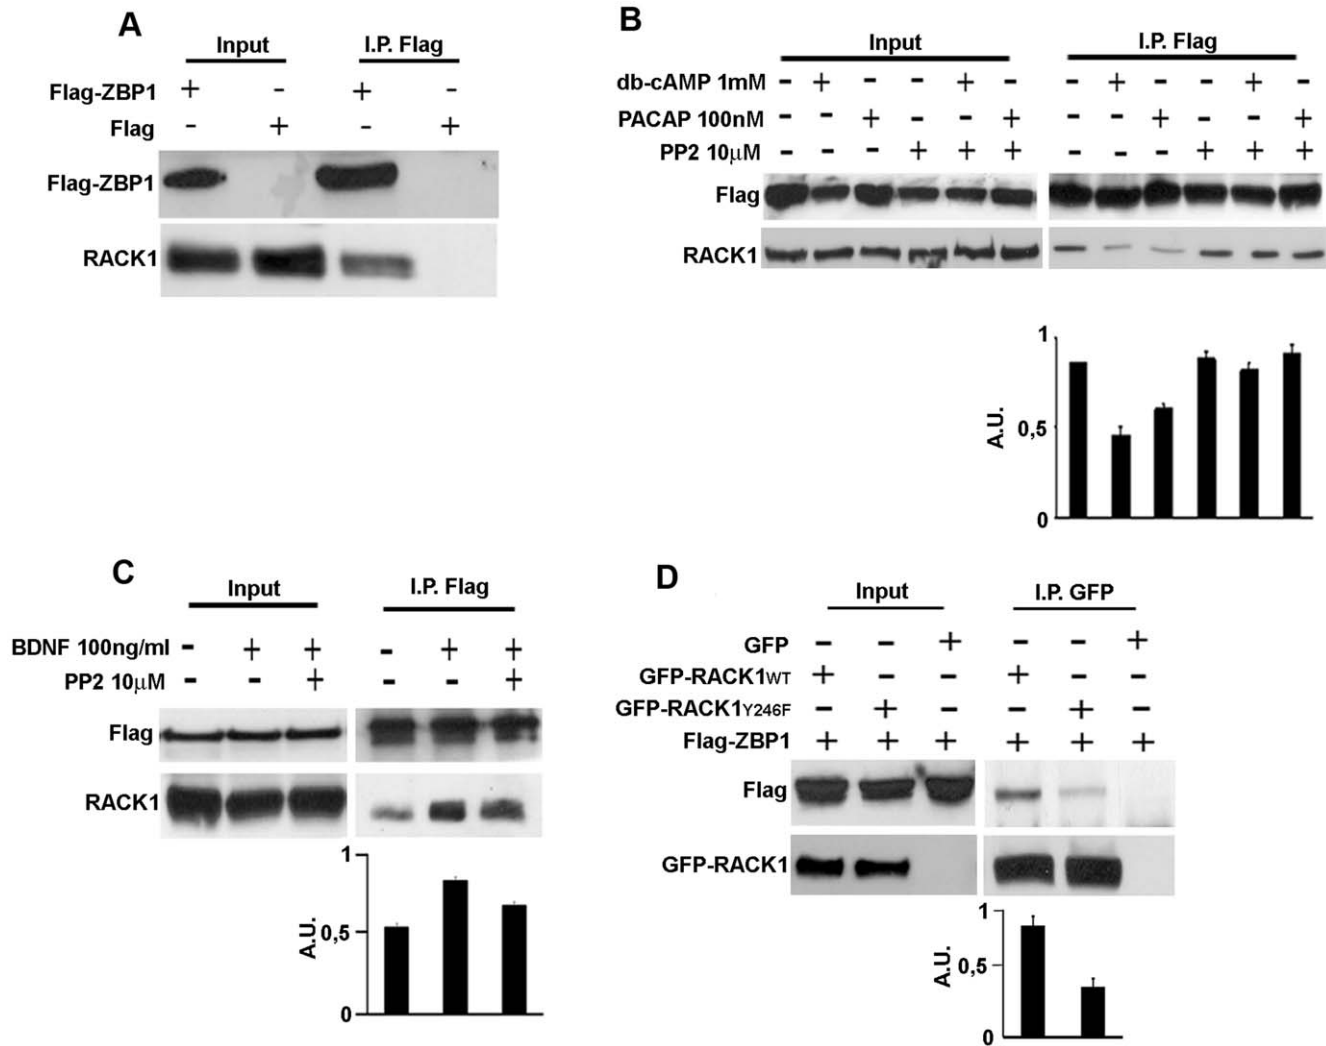 A
Input I.P. Flag
Flag-ZBP1 + - + -
Flag - + - +
Flag-ZBP1
RACK1
B
Input I.P. Flag
db-cAMP 1mM - + - - + - - + - - + -
PACAP 100nM - - + - - + - - + - - +
PP2 10µM - - - + + + - - - + + +
Flag
RACK1
1
0,5
0
A.U.
C
Input I.P. Flag
BDNF 100ng/ml - + + - + +
PP2 10µM - - + - - +
Flag
RACK1
1
0,5
0
A.U.
D
Input I.P. GFP
GFP - - + - - +
GFP-RACK1WT + - - + - -
GFP-RACK1Y246F - + - - + -
Flag-ZBP1 + + + + + +
Flag
GFP-RACK1
1
0,5
0
A.U.